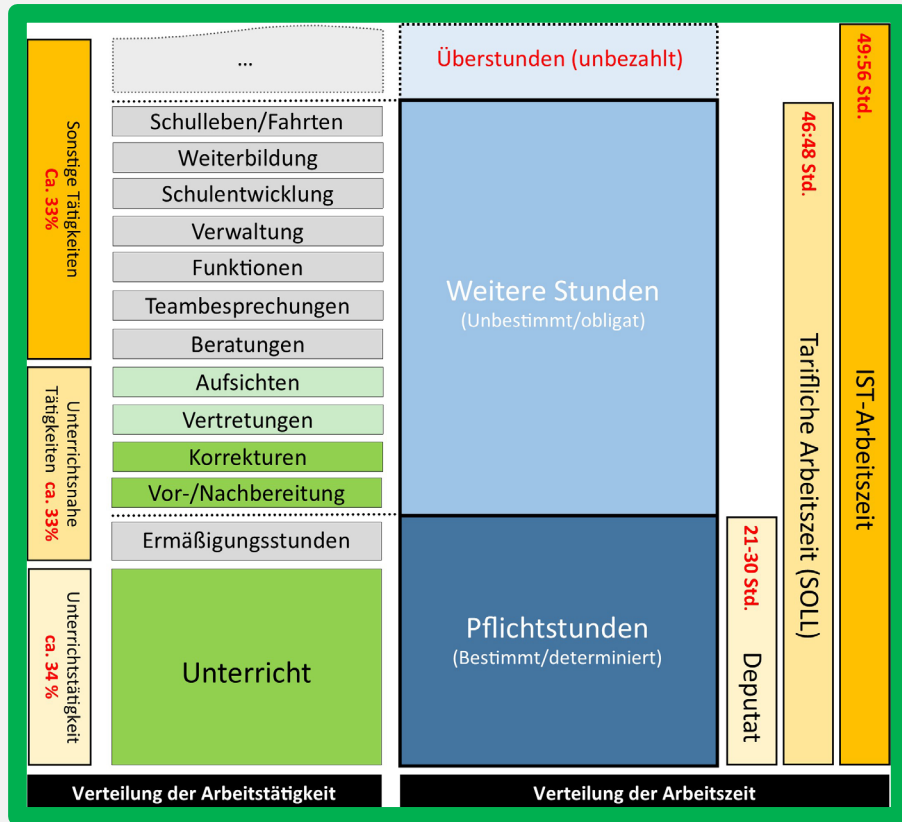 Sonstige Tätigkeiten
Ca. 33%
Unterrichtsnahe
Tätigkeiten ca. 33%
Unterrichtstätigkeit
ca. 34 %
...
Schulleben/Fahrten
Weiterbildung
Schulentwicklung
Verwaltung
Funktionen
Teambesprechungen
Beratungen
Aufsichten
Vertretungen
Korrekturen
Vor-/Nachbereitung
Ermäßigungsstunden
Unterricht
Überstunden (unbezahlt)
Weitere Stunden
(Unbestimmt/obligat)
Pflichtstunden
(Bestimmt/determiniert)
21-30 Std.
Deputat
46:48 Std.
Tarifliche Arbeitszeit (SOLL)
49:56 Std.
IST-Arbeitszeit
Verteilung der Arbeitstätigkeit
Verteilung der Arbeitszeit